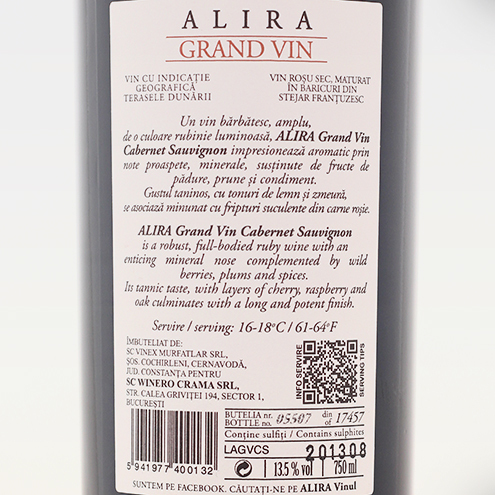 ALIRA
GRAND VIN
VIN CU INDICAȚIE
GEOGRAFICĂ
TERASELE DUNĂRII
VIN ROȘU SEC, MATURAT
ÎN BARICURI DIN
STEJAR FRANȚUZESC
Un vin bărbătesc, amplu,
de o culoare rubinie luminoasă, ALIRA Grand Vin
Cabernet Sauvignon impresionează aromatic prin
note proaspete, minerale, susținute de fructe de
pădure, prune și condiment.
Gustul taninos, cu tonuri de lemn și zmeură,
se asociază minunat cu fripturi suculente din carne roșie.
ALIRA Grand Vin Cabernet Sauvignon
is a robust, full-bodied ruby wine with an
enticing mineral nose complemented by wild
berries, plums and spices.
Its tannic taste, with layers of cherry, raspberry and
oak culminates with a long and potent finish.
Servire / serving: 16-18°C / 61-64°F
ÎMBUTELIAT DE:
SC VINEX MURFATLAR SRL,
ȘOS. COCHIRLENI, CERNAVODĂ,
JUD. CONSTANȚA PENTRU
SC WINERO CRAMA SRL,
STR. CALEA GRIVIȚEI 194, SECTOR 1,
BUCUREȘTI
INFO SERVIRE
SERVING TIPS
BUTELIA nr. 05507 din 17457
BOTTLE no. of
Conține sulfiți / Contains sulphites
LAGVCS 201308
13.5 % vol 750 ml
5 941977 400132
SUNTEM PE FACEBOOK. CĂUTAȚI-NE PE ALIRA Vinul